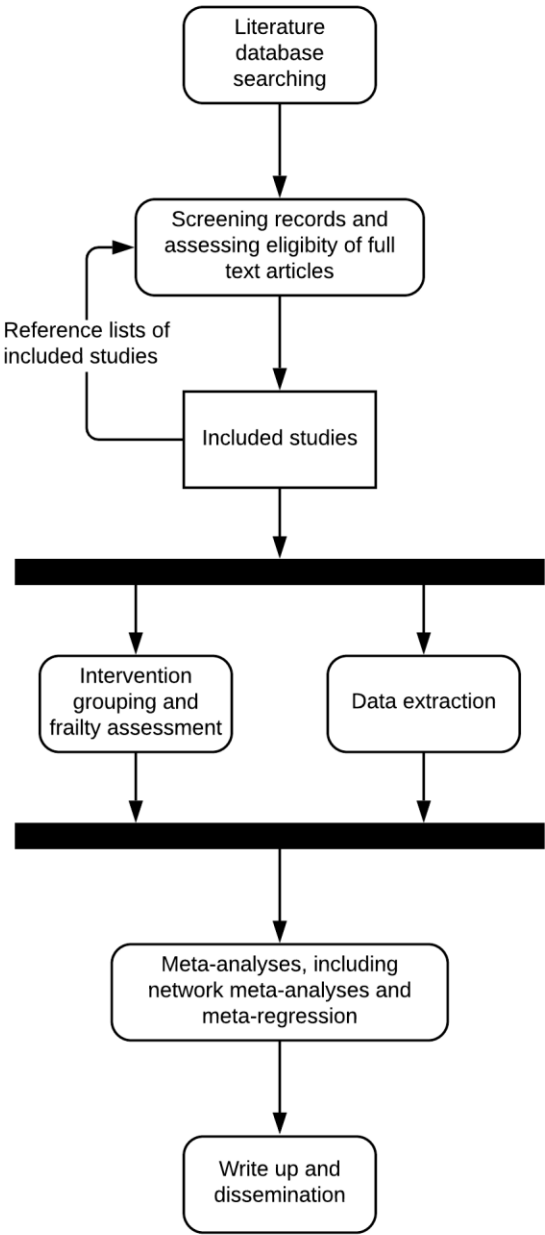 Literature
database
searching
Screening records and
assessing eligibity of full
text articles
Reference lists of
included studies
Included studies
Intervention
grouping and
frailty assessment
Data extraction
Meta-analyses, including
network meta-analyses and
meta-regression
Write up and
dissemination